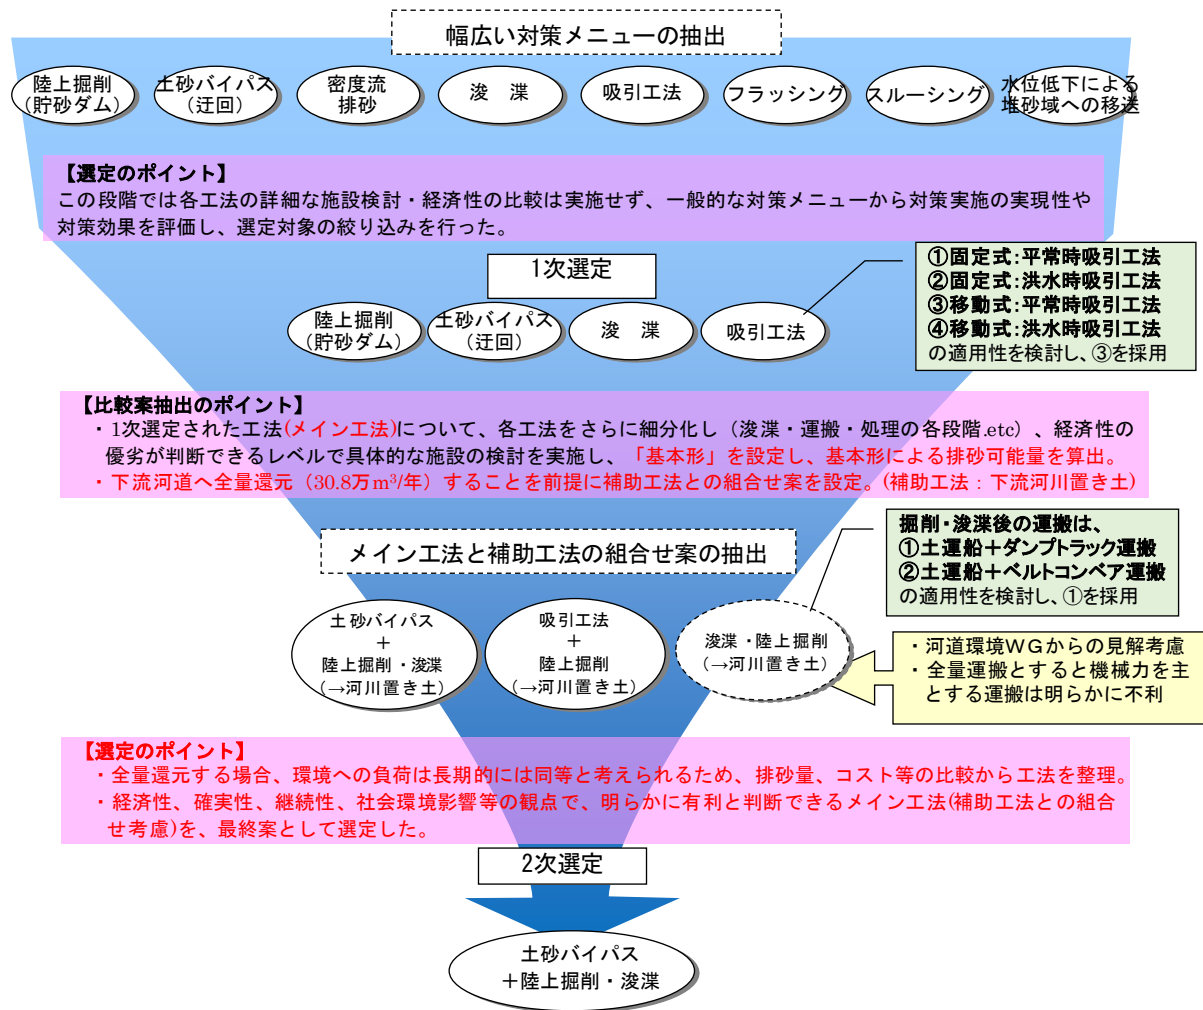 幅広い対策メニューの抽出
陸上掘削
(貯砂ダム)
土砂バイパス
(迂回)
密度流
排砂
浚　渫
吸引工法
フラッシング
スルーシング
水位低下による
堆砂域への移送
【選定のポイント】
この段階では各工法の詳細な施設検討・経済性の比較は実施せず、一般的な対策メニューから対策実施の実現性や
対策効果を評価し、選定対象の絞り込みを行った。
1次選定
①固定式:平常時吸引工法
②固定式:洪水時吸引工法
③移動式:平常時吸引工法
④移動式:洪水時吸引工法
の適用性を検討し、③を採用
陸上掘削
(貯砂ダム)
土砂バイパス
(迂回)
浚　渫
吸引工法
【比較案抽出のポイント】
・1次選定された工法(メイン工法)について、各工法をさらに細分化し（浚渫・運搬・処理の各段階.etc）、経済性の
優劣が判断できるレベルで具体的な施設の検討を実施し、「基本形」を設定し、基本形による排砂可能量を算出。
・下流河道へ全量還元（30.8万m³/年）することを前提に補助工法との組合せ案を設定。(補助工法：下流河川置き土)
メイン工法と補助工法の組合せ案の抽出
掘削・浚渫後の運搬は、
①土運船＋ダンプトラック運搬
②土運船＋ベルトコンベア運搬
の適用性を検討し、①を採用
土砂バイパス
＋
陸上掘削・浚渫
(→河川置き土)
吸引工法
＋
陸上掘削
(→河川置き土)
浚渫・陸上掘削
(→河川置き土)
・河道環境ＷＧからの見解考慮
・全量運搬とすると機械力を主
とする運搬は明らかに不利
【選定のポイント】
・全量還元する場合、環境への負荷は長期的には同等と考えられるため、排砂量、コスト等の比較から工法を整理。
・経済性、確実性、継続性、社会環境影響等の観点で、明らかに有利と判断できるメイン工法(補助工法との組合
せ考慮)を、最終案として選定した。
2次選定
土砂バイパス
＋陸上掘削・浚渫